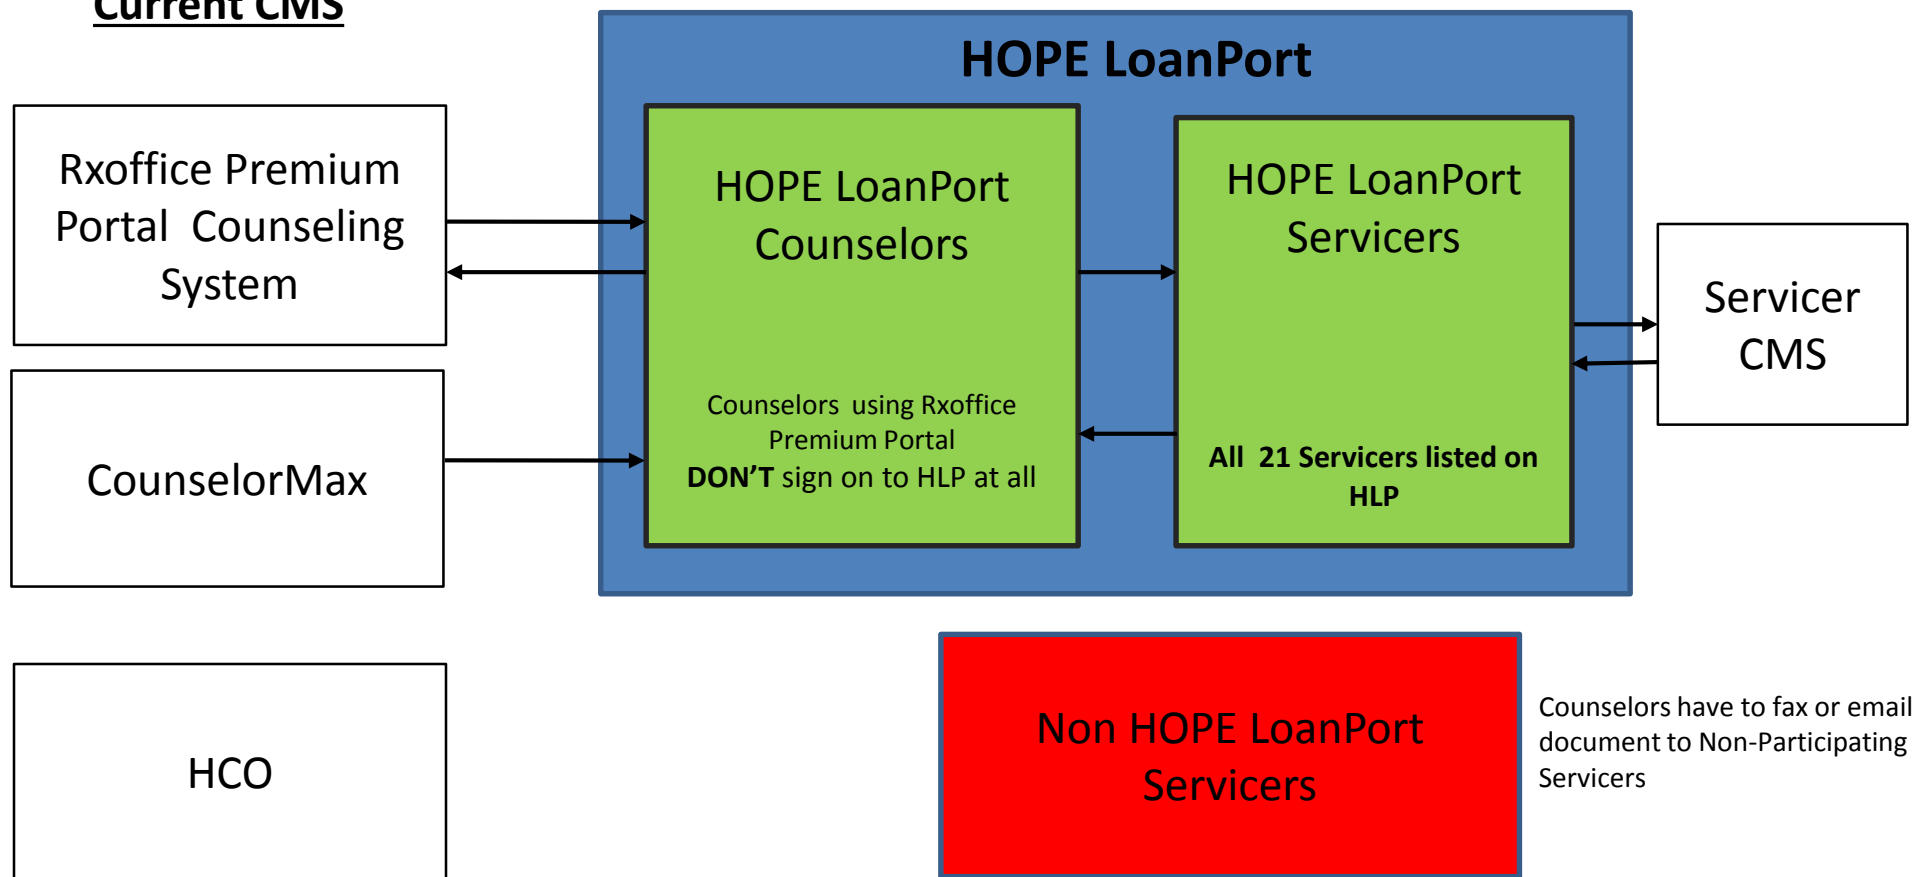 Current CMS
HOPE LoanPort
Rxoffice Premium
Portal Counseling
System
HOPE LoanPort
Counselors
Counselors using Rxoffice
Premium Portal
DON’T sign on to HLP at all
HOPE LoanPort
Servicers
All 21 Servicers listed on
HLP
Servicer
CMS
CounselorMax
HCO
Non HOPE LoanPort
Servicers
Counselors have to fax or email
document to Non-Participating
Servicers